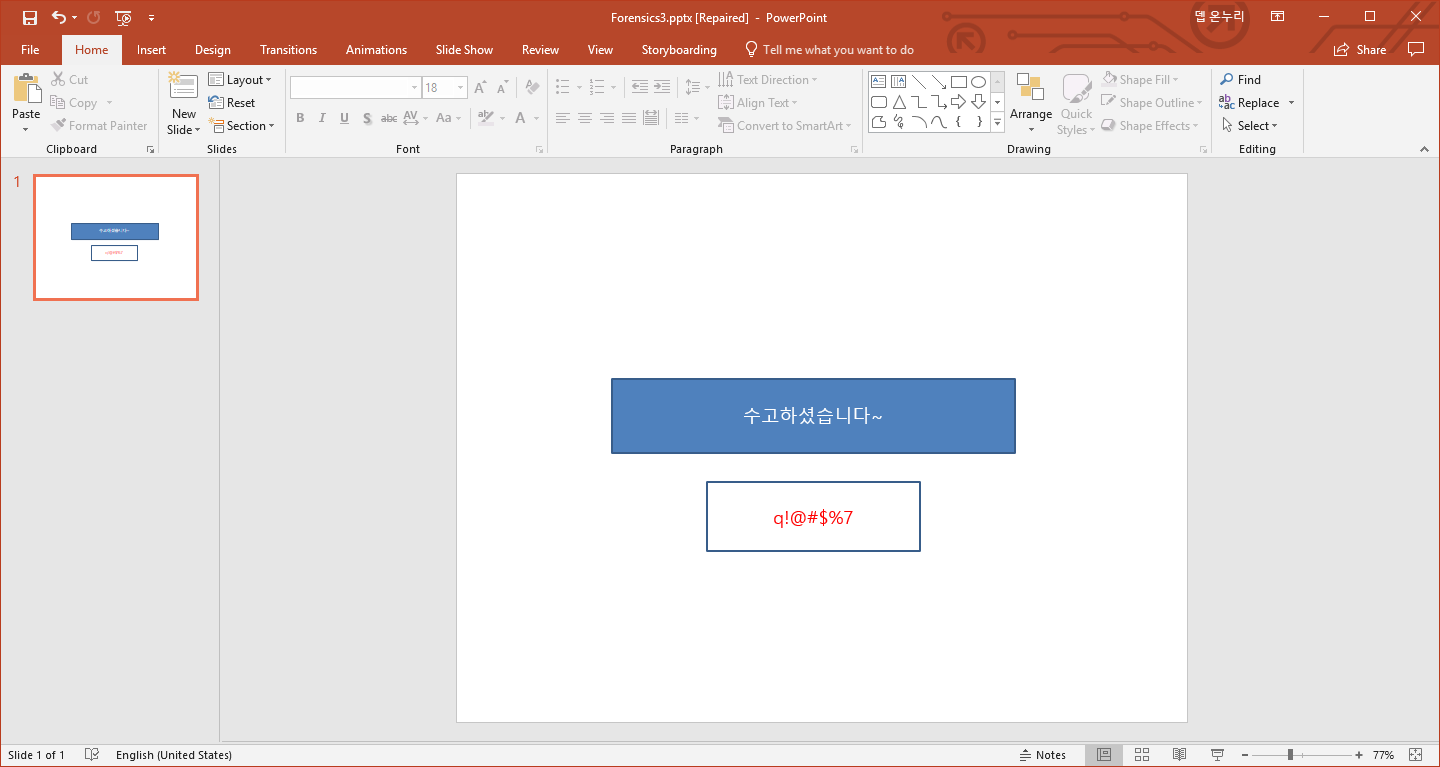 Forensics3.pptx [Repaired] - PowerPoint
뎁 온누리
File Home Insert Design Transitions Animations Slide Show Review View Storyboarding Tell me what you want to do Share
Paste
Cut
Copy
Format Painter
Clipboard
New Slide
Layout
Reset
Section
Slides
18
B I U S abc AV Aa ab A
Font
Text Direction
Align Text
Convert to SmartArt
Paragraph
Arrange
Quick Styles
Shape Fill
Shape Outline
Shape Effects
Drawing
Find
Replace
Select
Editing
1
수고하셨습니다~
q!@#$%7
Slide 1 of 1 English (United States) Notes 77%